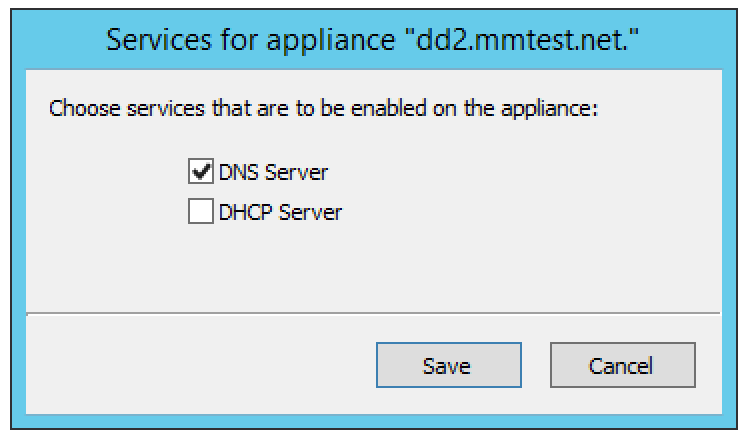 Services for appliance "dd2.mmtest.net."
Choose services that are to be enabled on the appliance:
DNS Server
DHCP Server
Save Cancel